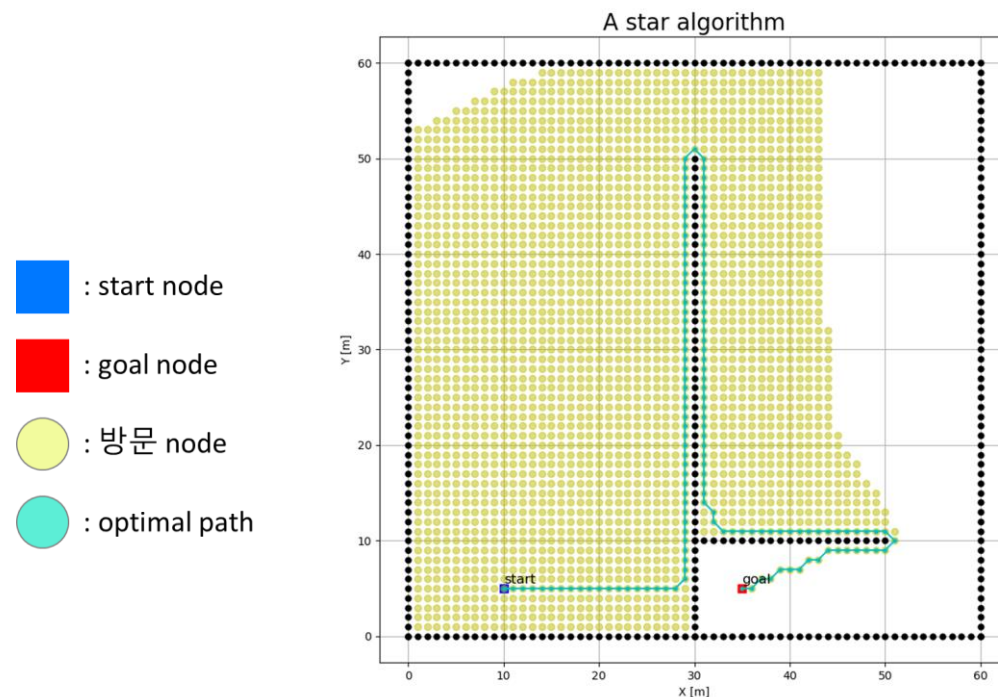 A star algorithm
: start node
: goal node
: 방문 node
: optimal path
60
50
40
30
20
10
0
Y [m]
start
goal
0
10
20
30
40
50
60
X [m]